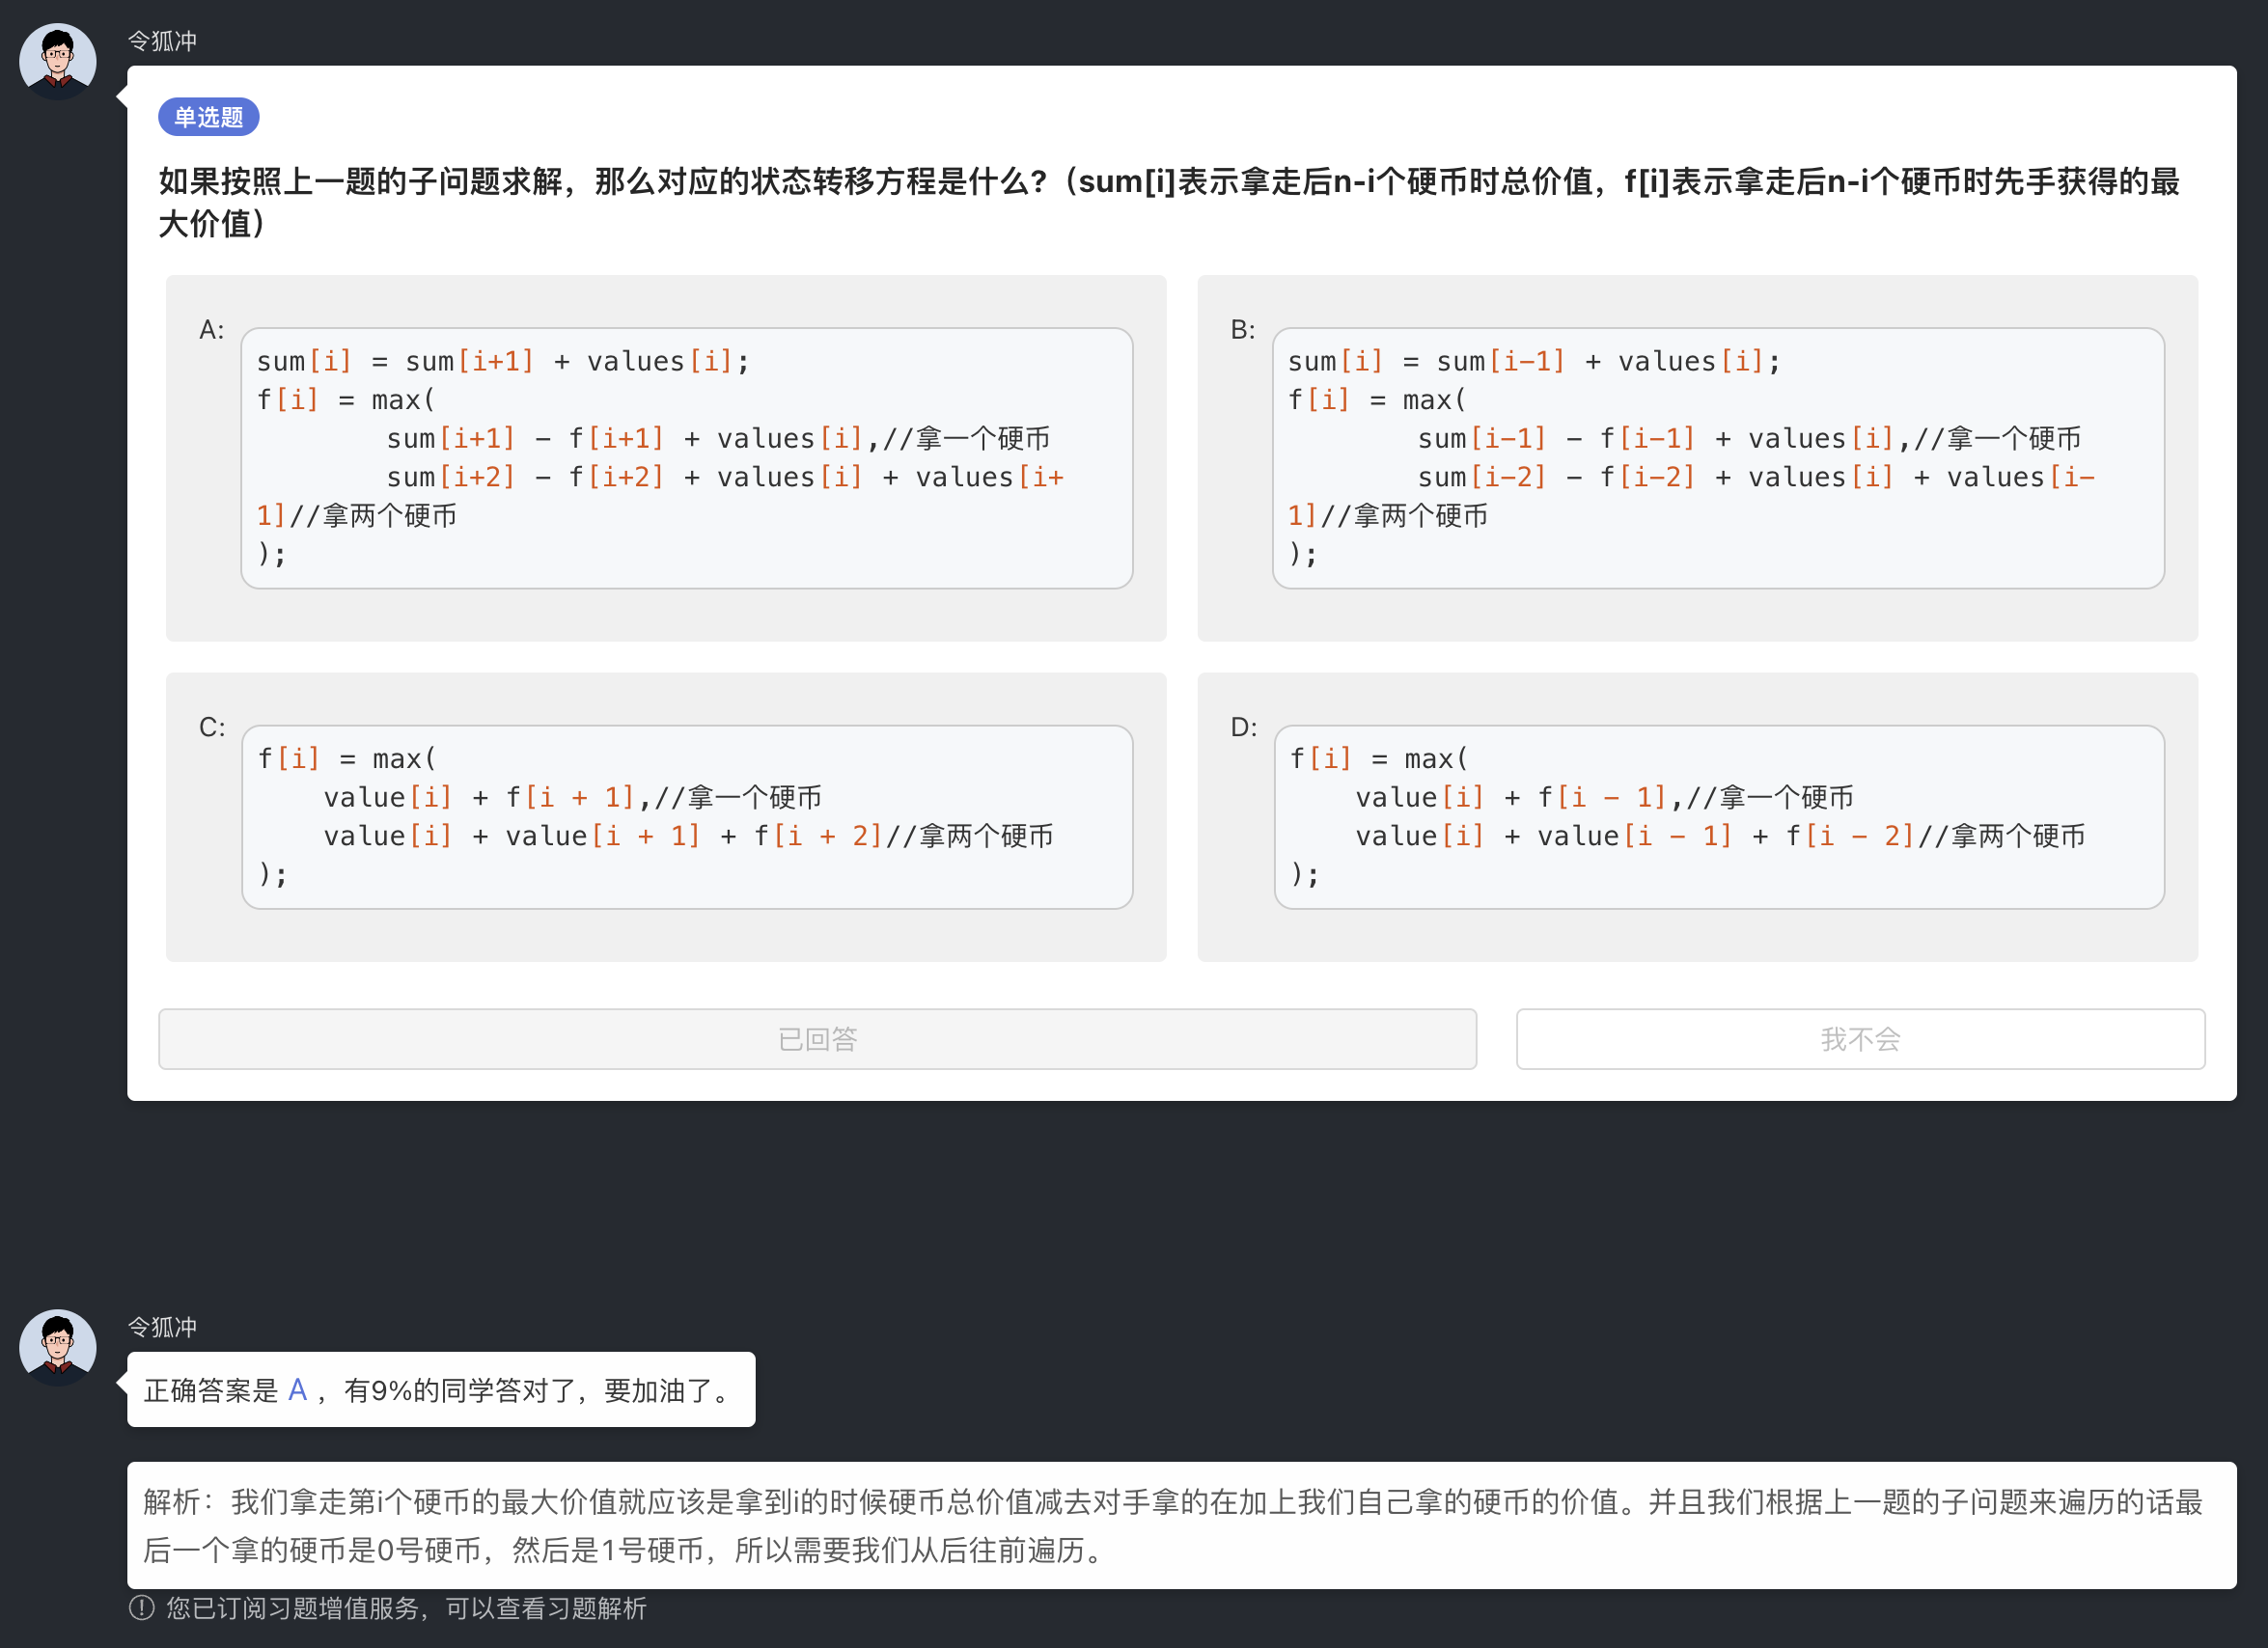 令狐冲
单选题
如果按照上一题的子问题求解，那么对应的状态转移方程是什么?（sum[i]表示拿走后n-i个硬币时总价值，f[i]表示拿走后n-i个硬币时先手获得的最
大价值）
A:
sum[i] = sum[i+1] + values[i];
f[i] = max(
        sum[i+1] - f[i+1] + values[i],//拿一个硬币
        sum[i+2] - f[i+2] + values[i] + values[i+
1]//拿两个硬币
);
B:
sum[i] = sum[i-1] + values[i];
f[i] = max(
        sum[i-1] - f[i-1] + values[i],//拿一个硬币
        sum[i-2] - f[i-2] + values[i] + values[i-
1]//拿两个硬币
);
C:
f[i] = max(
    value[i] + f[i + 1],//拿一个硬币
    value[i] + value[i + 1] + f[i + 2]//拿两个硬币
);
D:
f[i] = max(
    value[i] + f[i - 1],//拿一个硬币
    value[i] + value[i - 1] + f[i - 2]//拿两个硬币
);
已回答
我不会
令狐冲
正确答案是 A ，有9%的同学答对了，要加油了。
解析：我们拿走第i个硬币的最大价值就应该是拿到i的时候硬币总价值减去对手拿的在加上我们自己拿的硬币的价值。并且我们根据上一题的子问题来遍历的话最
后一个拿的硬币是0号硬币，然后是1号硬币，所以需要我们从后往前遍历。
您已订阅习题增值服务，可以查看习题解析